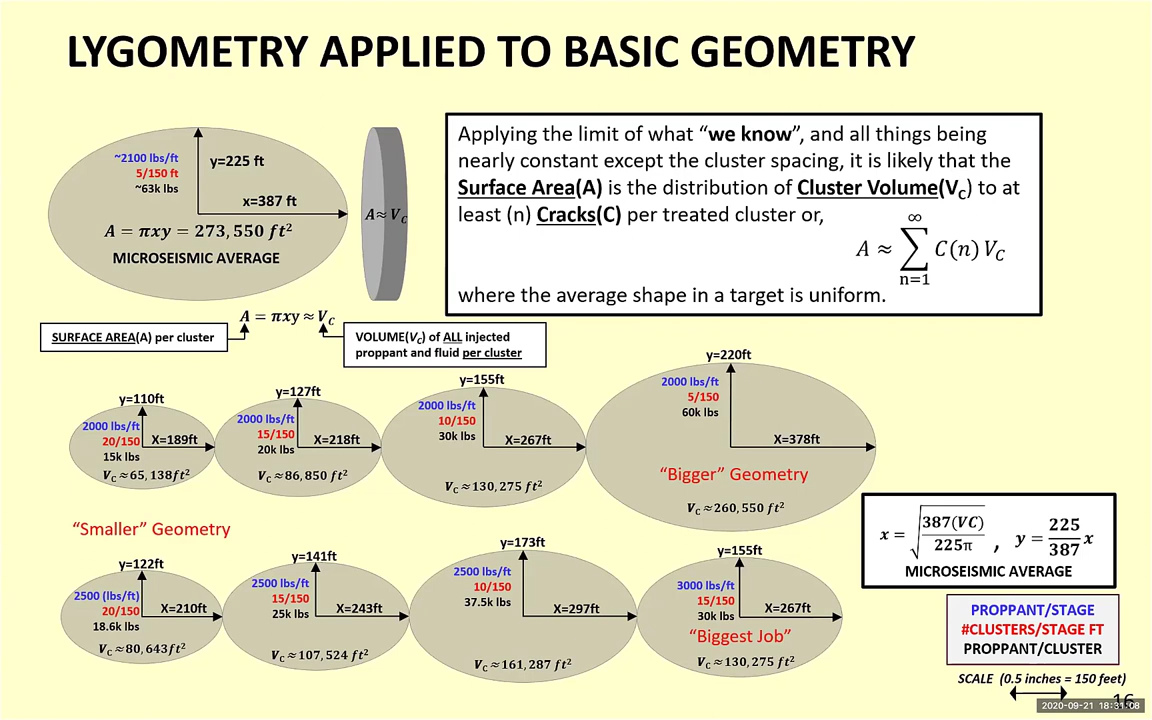 LYGOMETRY APPLIED TO BASIC GEOMETRY
~2100 lbs/ft
5/150 ft
~63k lbs
y=225 ft
x=387 ft
A = πxy = 273,550 ft²
MICROSEISMIC AVERAGE
A≈V_C
Applying the limit of what “we know”, and all things being
nearly constant except the cluster spacing, it is likely that the
Surface Area(A) is the distribution of Cluster Volume(V_C) to at
least (n) Cracks(C) per treated cluster or,
∞
A ≈ ∑ C(n) V_C
n=1
where the average shape in a target is uniform.
A = πxy ≈ V_C
SURFACE AREA(A) per cluster
VOLUME(V_C) of ALL injected
proppant and fluid per cluster
y=110ft
2000 lbs/ft
20/150
15k lbs
X=189ft
V_C ≈65,138ft²
y=127ft
2000 lbs/ft
15/150
20k lbs
X=218ft
V_C ≈86,850 ft²
y=155ft
2000 lbs/ft
10/150
30k lbs
X=267ft
V_C ≈130,275 ft²
y=220ft
2000 lbs/ft
5/150
60k lbs
X=378ft
“Bigger” Geometry
V_C ≈260,550 ft²
“Smaller” Geometry
y=122ft
2500 (lbs/ft)
20/150
18.6k lbs
X=210ft
V_C ≈80,643ft²
y=141ft
2500 lbs/ft
15/150
25k lbs
X=243ft
V_C ≈107,524 ft²
y=173ft
2500 lbs/ft
10/150
37.5k lbs
X=297ft
V_C ≈161,287 ft²
y=155ft
3000 lbs/ft
15/150
30k lbs
X=267ft
“Biggest Job”
V_C ≈130,275 ft²
x = √(387(VC)/225π) , y = 225/387 x
MICROSEISMIC AVERAGE
PROPPANT/STAGE
#CLUSTERS/STAGE FT
PROPPANT/CLUSTER
SCALE (0.5 inches = 150 feet)
16
2020-09-21 18:31:08